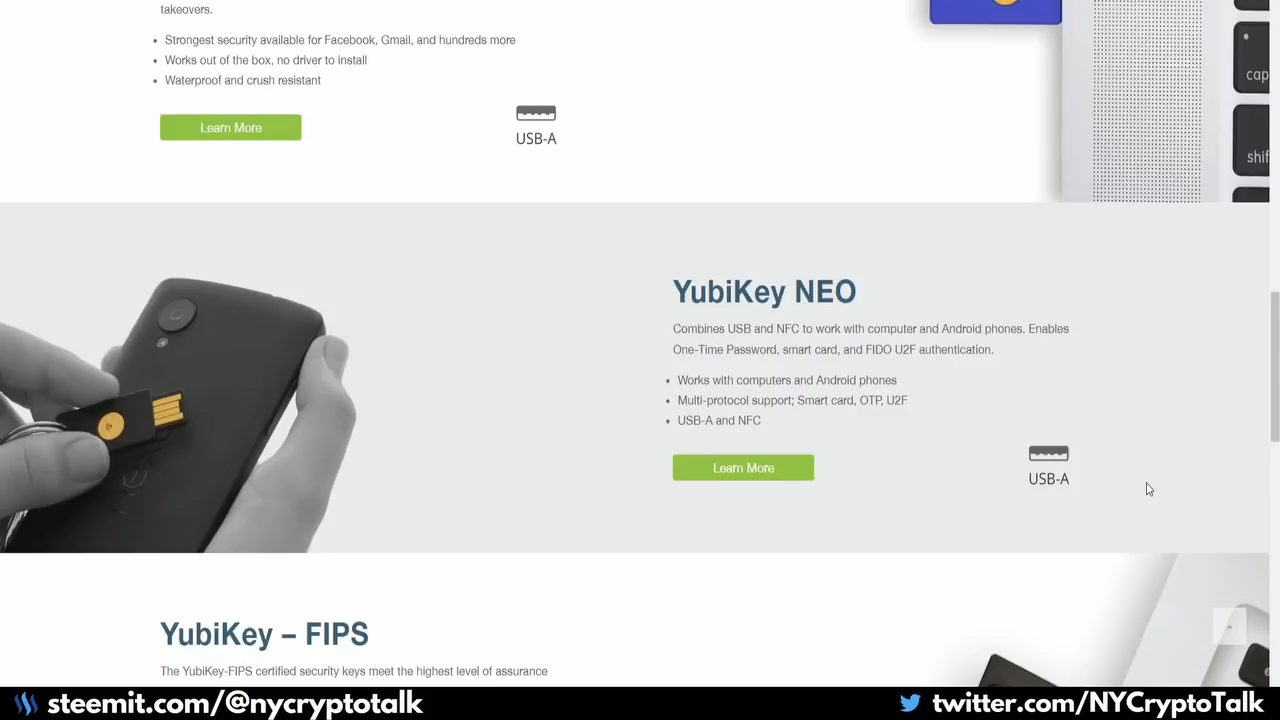 takeovers.
Strongest security available for Facebook, Gmail, and hundreds more
Works out of the box, no driver to install
Waterproof and crush resistant
Learn More
USB-A
cap
shif
YubiKey NEO
Combines USB and NFC to work with computer and Android phones. Enables
One-Time Password, smart card, and FIDO U2F authentication.
Works with computers and Android phones
Multi-protocol support; Smart card, OTP, U2F
USB-A and NFC
Learn More
USB-A
YubiKey – FIPS
The YubiKey-FIPS certified security keys meet the highest level of assurance
steemit.com/@nycryptotalk
twitter.com/NYCryptoTalk